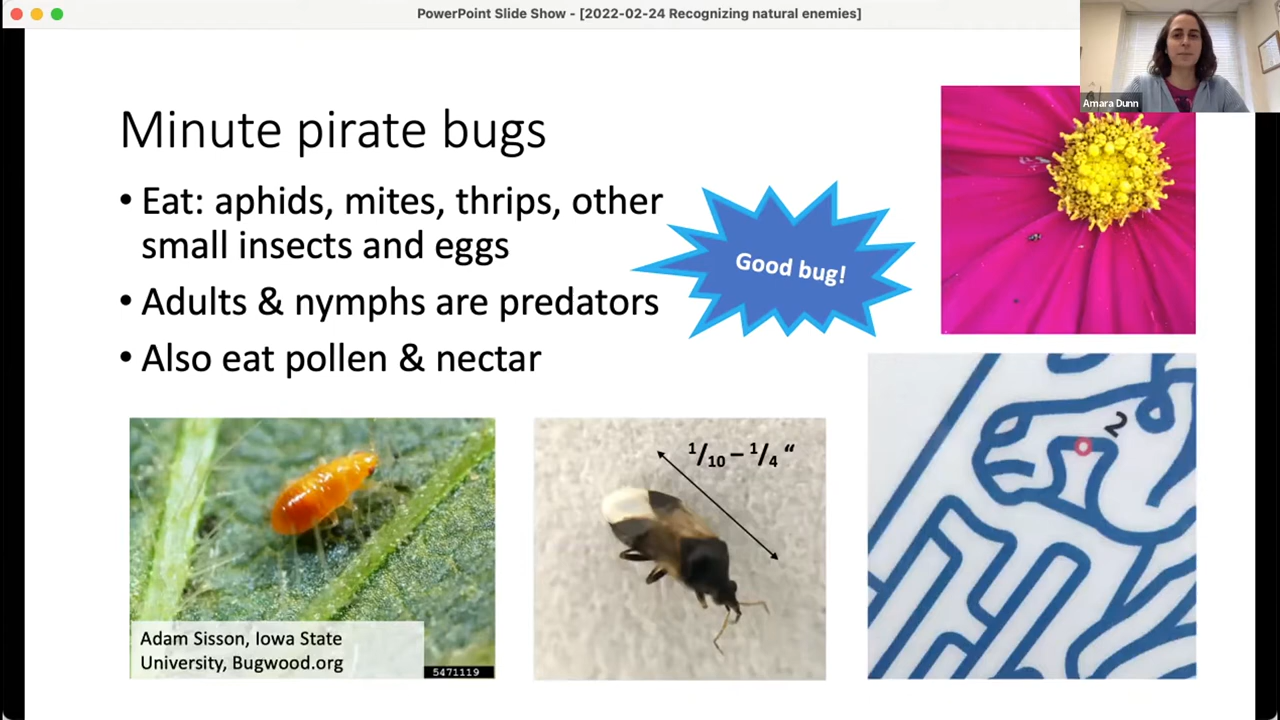 PowerPoint Slide Show - [2022-02-24 Recognizing natural enemies]
Amara Dunn
Minute pirate bugs
• Eat: aphids, mites, thrips, other
small insects and eggs
• Adults & nymphs are predators
• Also eat pollen & nectar
Good bug!
1/10 – 1/4 “
2
Adam Sisson, Iowa State
University, Bugwood.org
5471119